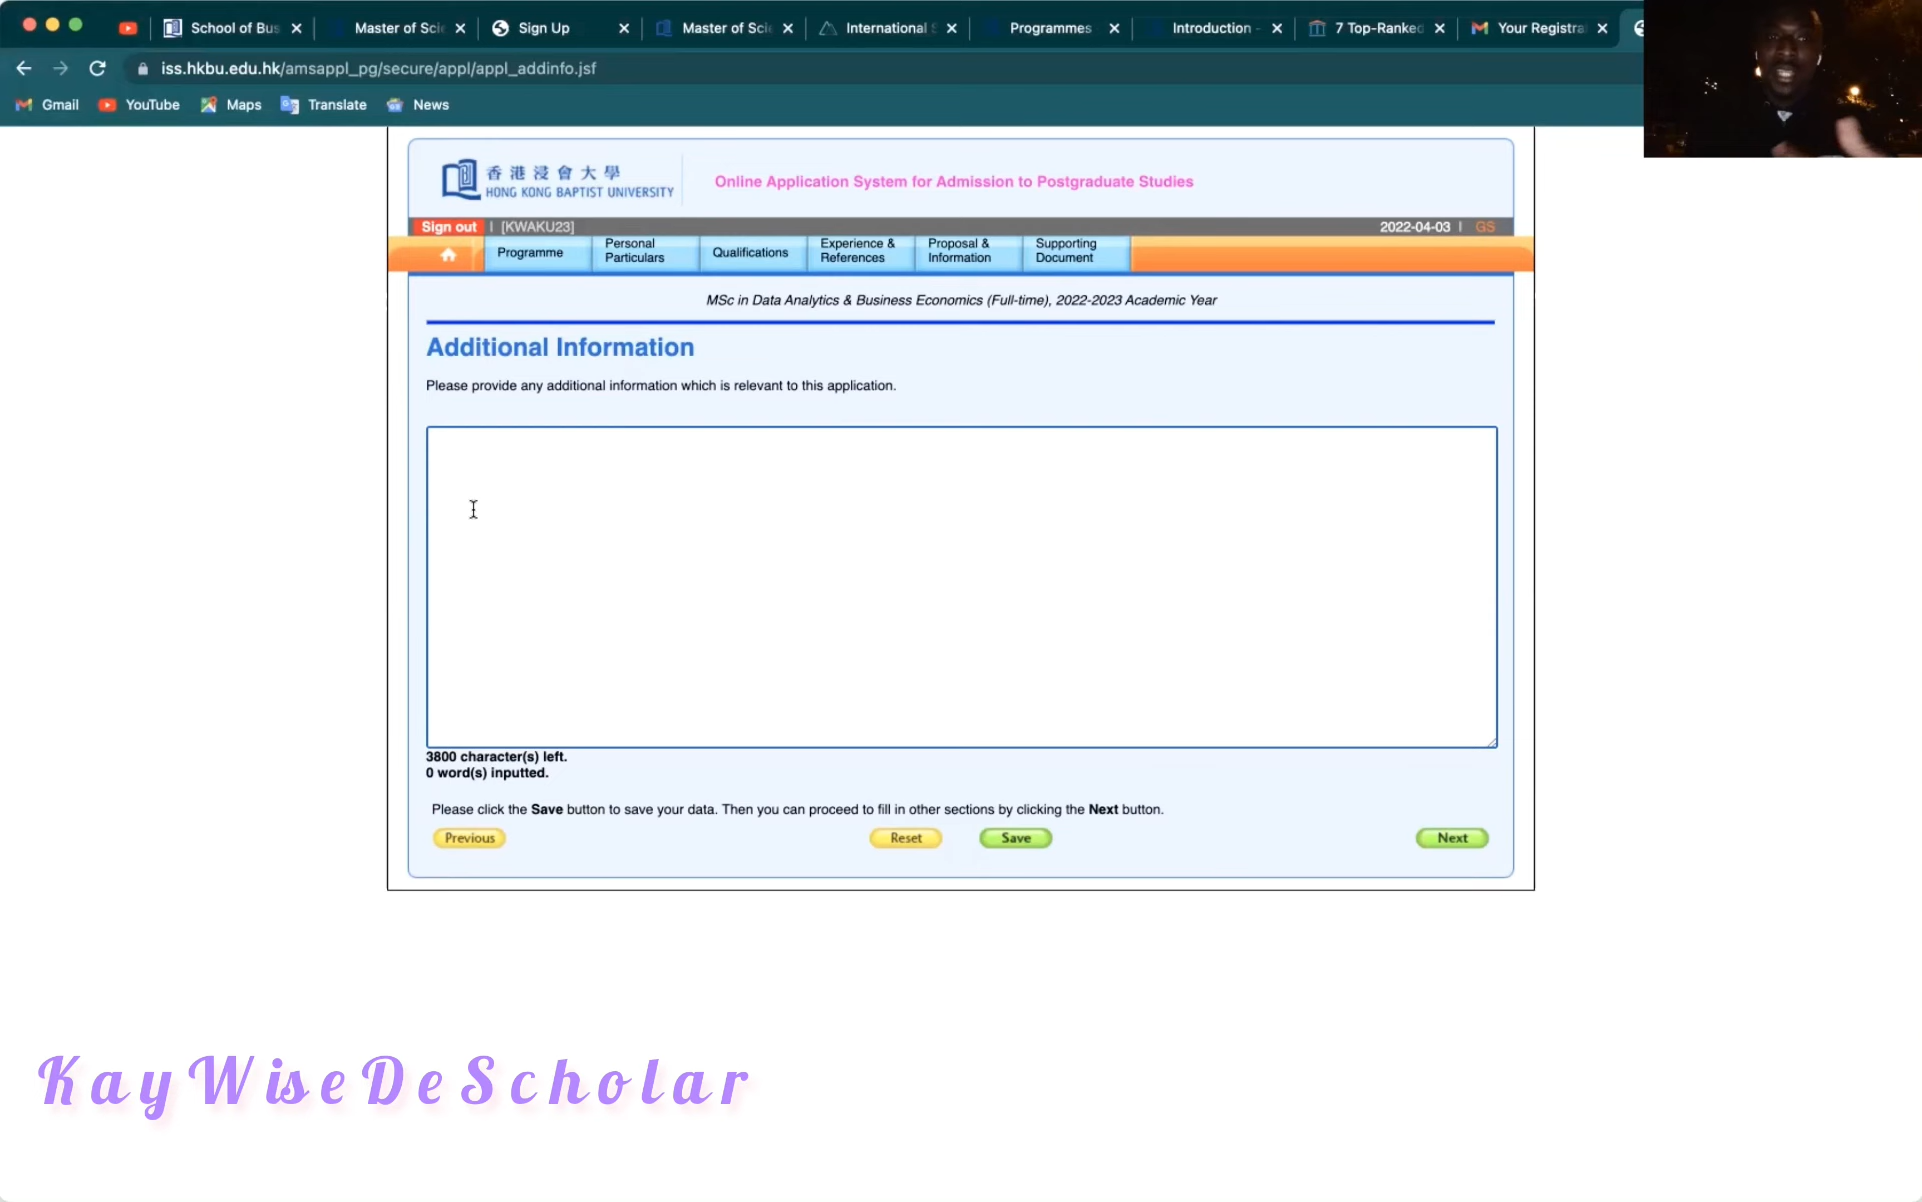 School of Bus
Master of Scie
Sign Up
Master of Scie
International S
Programmes
Introduction -
7 Top-Ranked
Your Registra
iss.hkbu.edu.hk/amsappl_pg/secure/appl/appl_addinfo.jsf
Gmail
YouTube
Maps
Translate
News
香港浸會大學
HONG KONG BAPTIST UNIVERSITY
Online Application System for Admission to Postgraduate Studies
Sign out | [KWAKU23]
2022-04-03 | GS
Programme
Personal
Particulars
Qualifications
Experience &
References
Proposal &
Information
Supporting
Document
MSc in Data Analytics & Business Economics (Full-time), 2022-2023 Academic Year
Additional Information
Please provide any additional information which is relevant to this application.
3800 character(s) left.
0 word(s) inputted.
Please click the Save button to save your data. Then you can proceed to fill in other sections by clicking the Next button.
Previous
Reset
Save
Next
KayWiseDeScholar